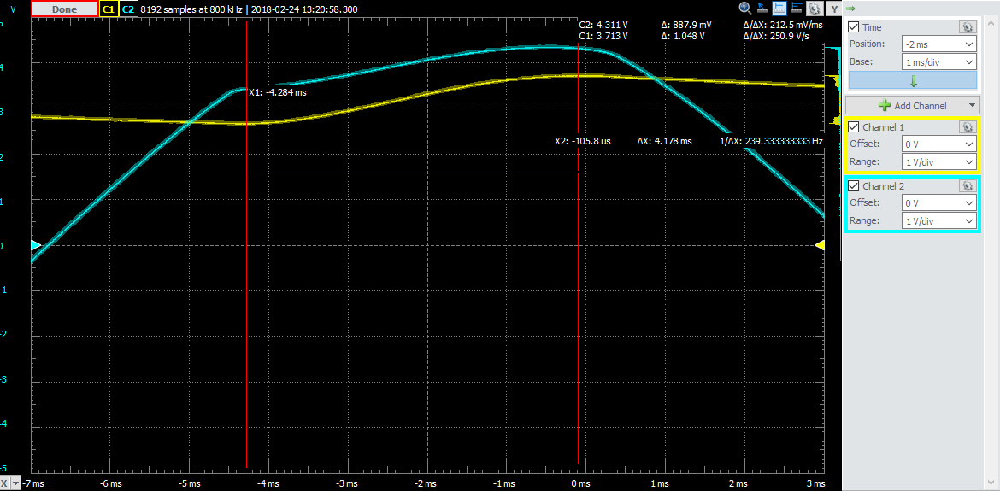 V
Done C1 C2 8192 samples at 800 kHz | 2018-02-24 13:20:58.300 Y
C2: 4.311 V Δ: 887.9 mV Δ/ΔX: 212.5 mV/ms
C1: 3.713 V Δ: 1.048 V Δ/ΔX: 250.9 V/s
X1: -4.284 ms
X2: -105.8 us ΔX: 4.178 ms 1/ΔX: 239.333333333 Hz
5
4
3
2
1
0
-1
-2
-3
-4
-5
X -7 ms -6 ms -5 ms -4 ms -3 ms -2 ms -1 ms 0 ms 1 ms 2 ms 3 ms
Time
Position: -2 ms
Base: 1 ms/div
Add Channel
Channel 1
Offset: 0 V
Range: 1 V/div
Channel 2
Offset: 0 V
Range: 1 V/div